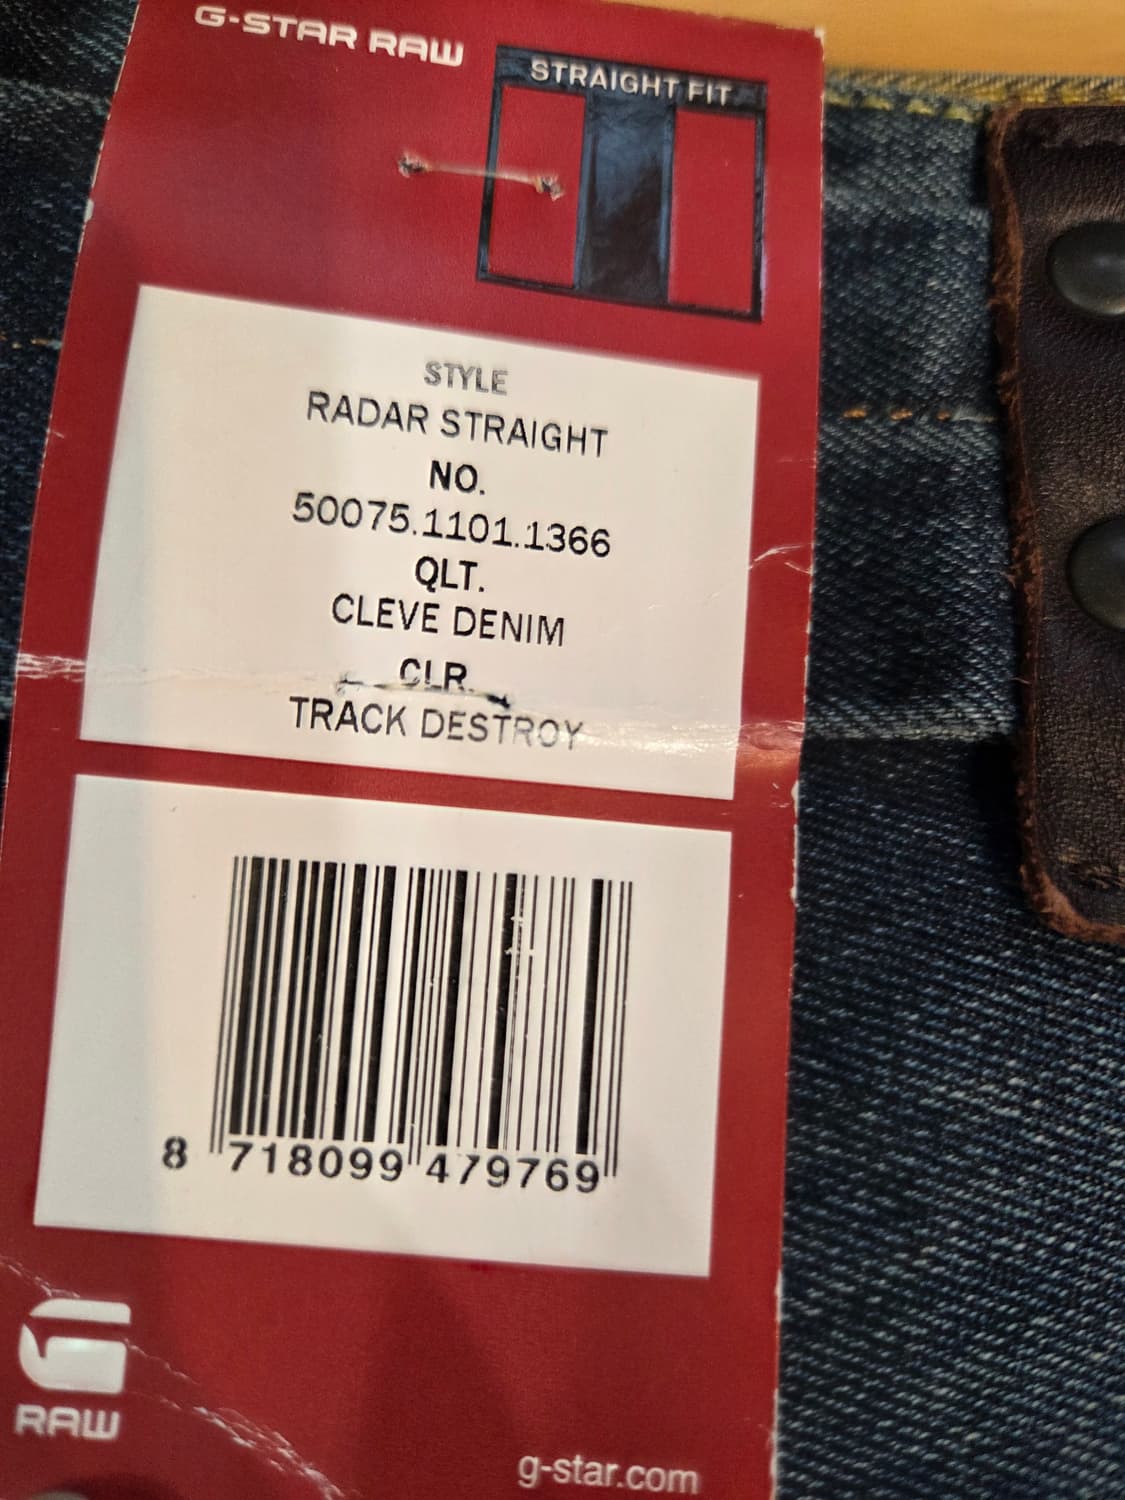 G-STAR RAW
STRAIGHT FIT
STYLE
RADAR STRAIGHT
NO.
50075.1101.1366
QLT.
CLEVE DENIM
CLR.
TRACK DESTROY
8 718099 479769
RAW
g-star.com